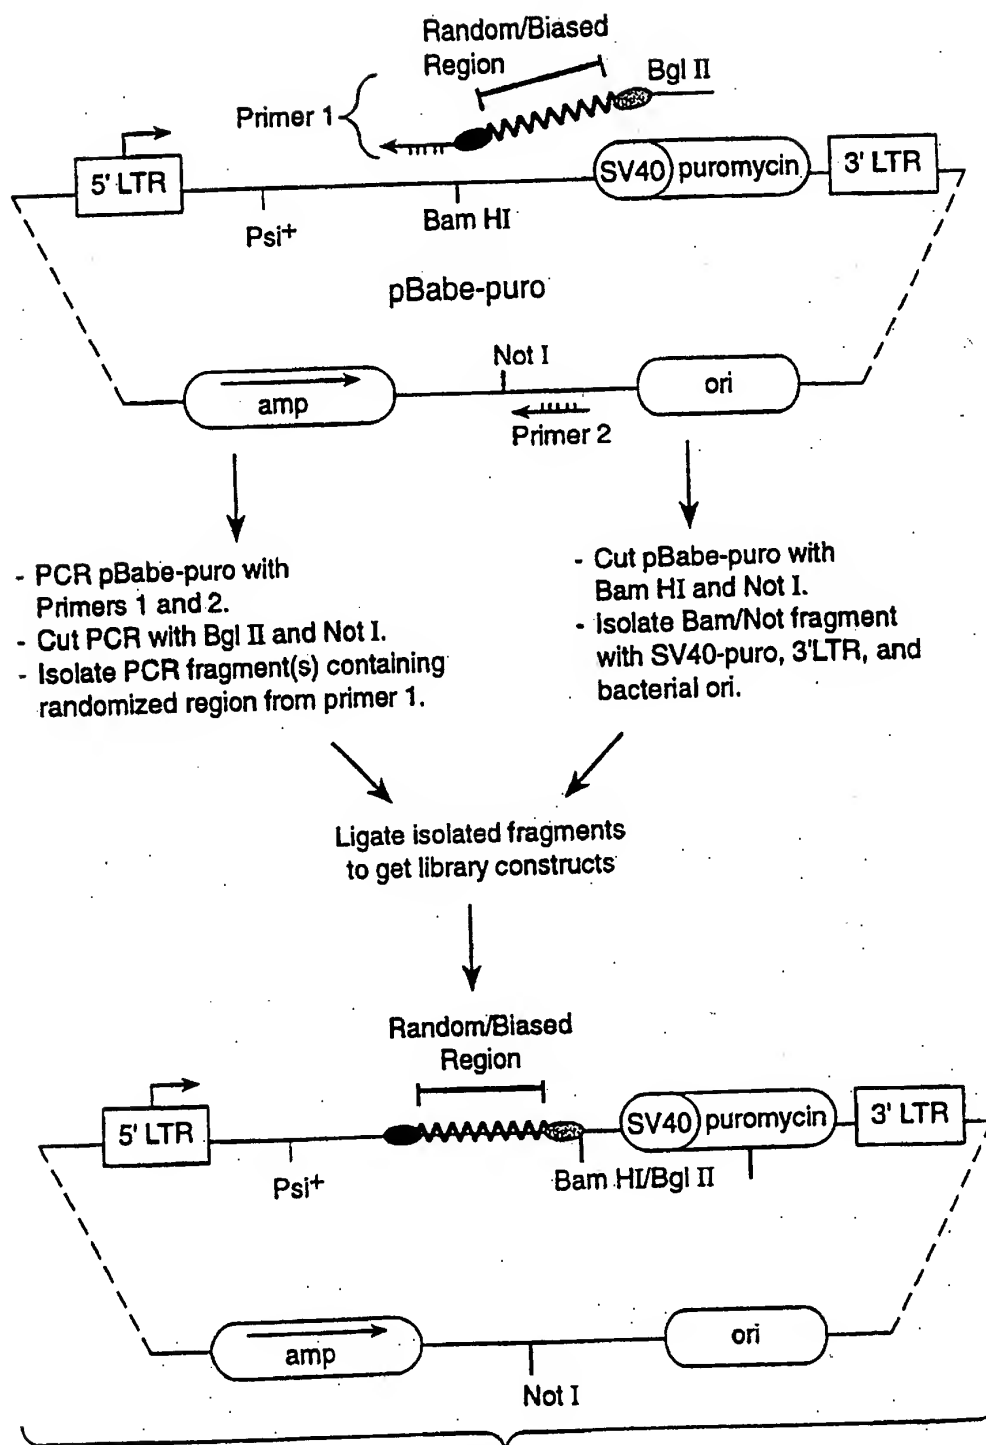 Random/Biased
Region
Bgl II
Primer 1
5' LTR
SV40
puromycin
3' LTR
Psi+
Bam HI
pBabe-puro
Not I
amp
ori
Primer 2
- PCR pBabe-puro with
Primers 1 and 2.
- Cut PCR with Bgl II and Not I.
- Isolate PCR fragment(s) containing
randomized region from primer 1.
- Cut pBabe-puro with
Bam HI and Not I.
- Isolate Bam/Not fragment
with SV40-puro, 3'LTR, and
bacterial ori.
Ligate isolated fragments
to get library constructs
Random/Biased
Region
5' LTR
SV40
puromycin
3' LTR
Psi+
Bam HI/Bgl II
amp
ori
Not I